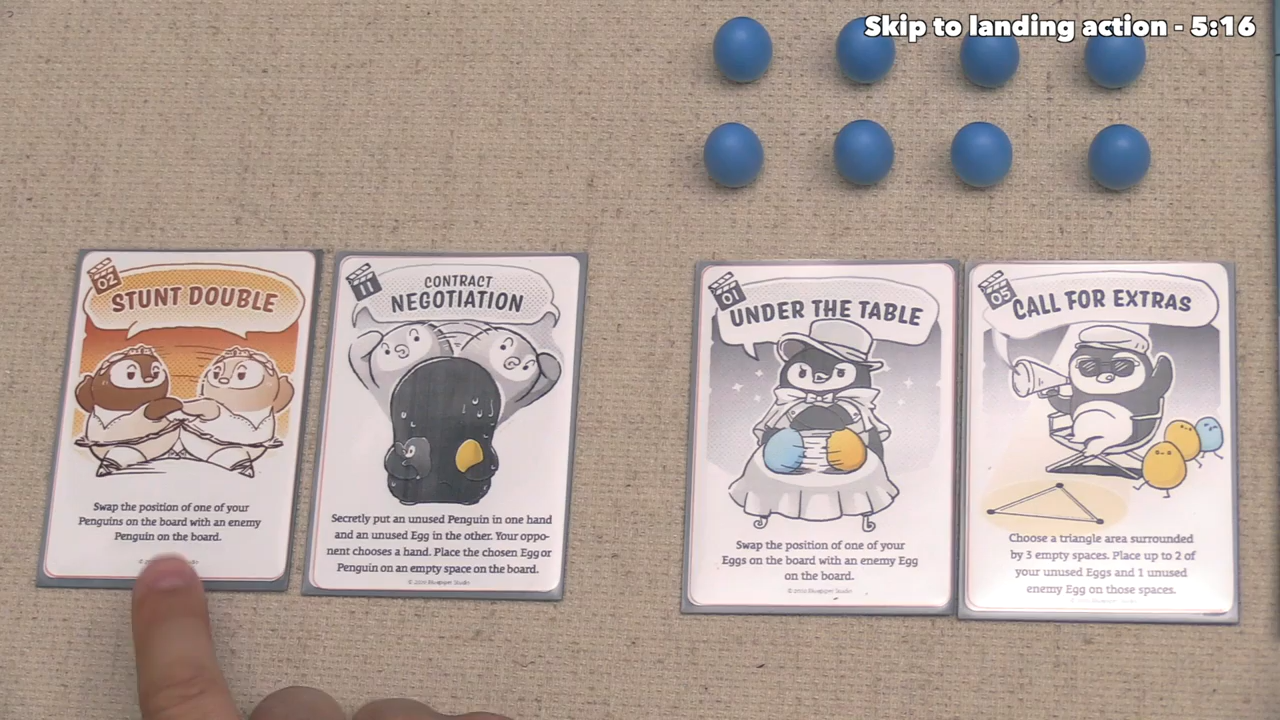 Skip to landing action - 5:16
02
STUNT DOUBLE
Swap the position of one of your
Penguins on the board with an enemy
Penguin on the board.
11
CONTRACT
NEGOTIATION
Secretly put an unused Penguin in one hand
and an unused Egg in the other. Your oppo-
nent chooses a hand. Place the chosen Egg or
Penguin on an empty space on the board.
01
UNDER THE TABLE
Swap the position of one of your
Eggs on the board with an enemy Egg
on the board.
05
CALL FOR EXTRAS
Choose a triangle area surrounded
by 3 empty spaces. Place up to 2 of
your unused Eggs and 1 unused
enemy Egg on those spaces.